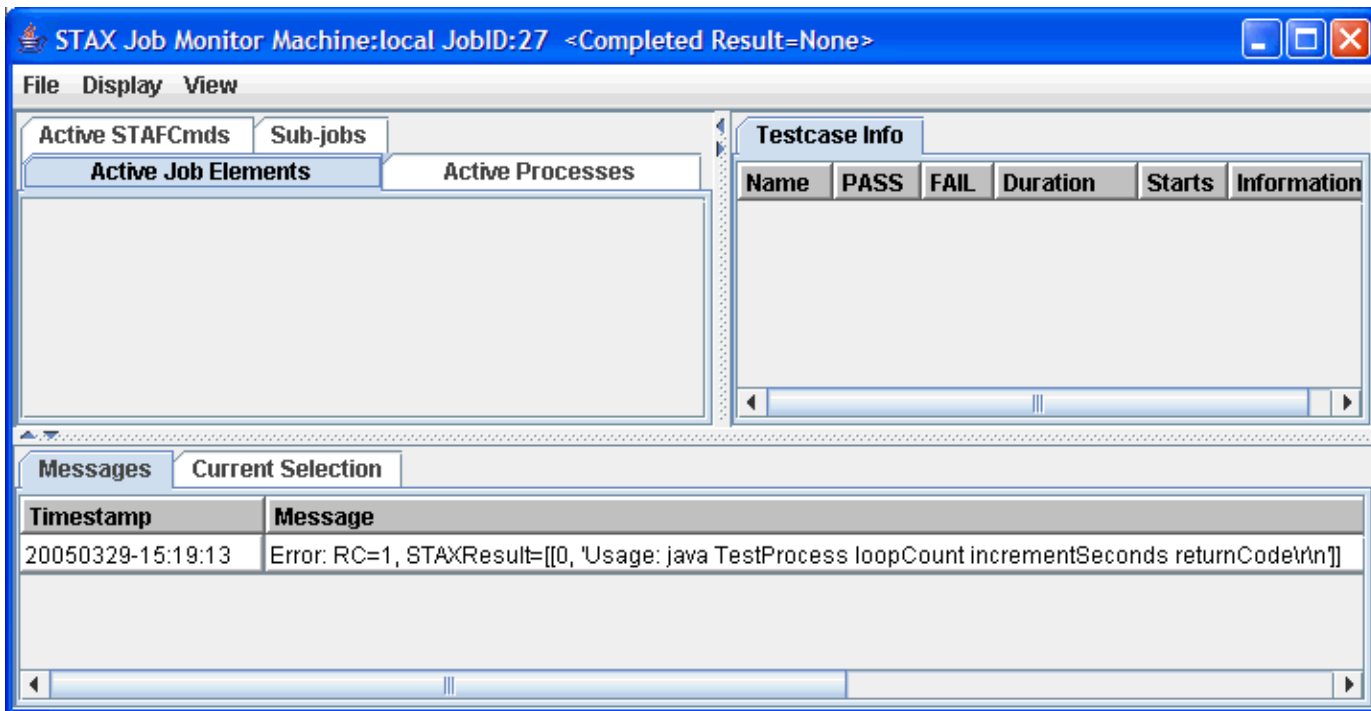 STAX Job Monitor Machine:local JobID:27 <Completed Result=None>
File Display View
Active STAFCmds Sub-jobs
Active Job Elements Active Processes
Testcase Info
Name PASS FAIL Duration Starts Information
Messages Current Selection
Timestamp Message
20050329-15:19:13 Error: RC=1, STAXResult=[[0, 'Usage: java TestProcess loopCount incrementSeconds returnCode\r\n']]